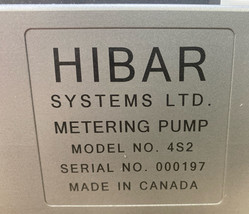 HIBAR
SYSTEMS LTD.
METERING PUMP
MODEL NO. 4S2
SERIAL NO. 000197
MADE IN CANADA